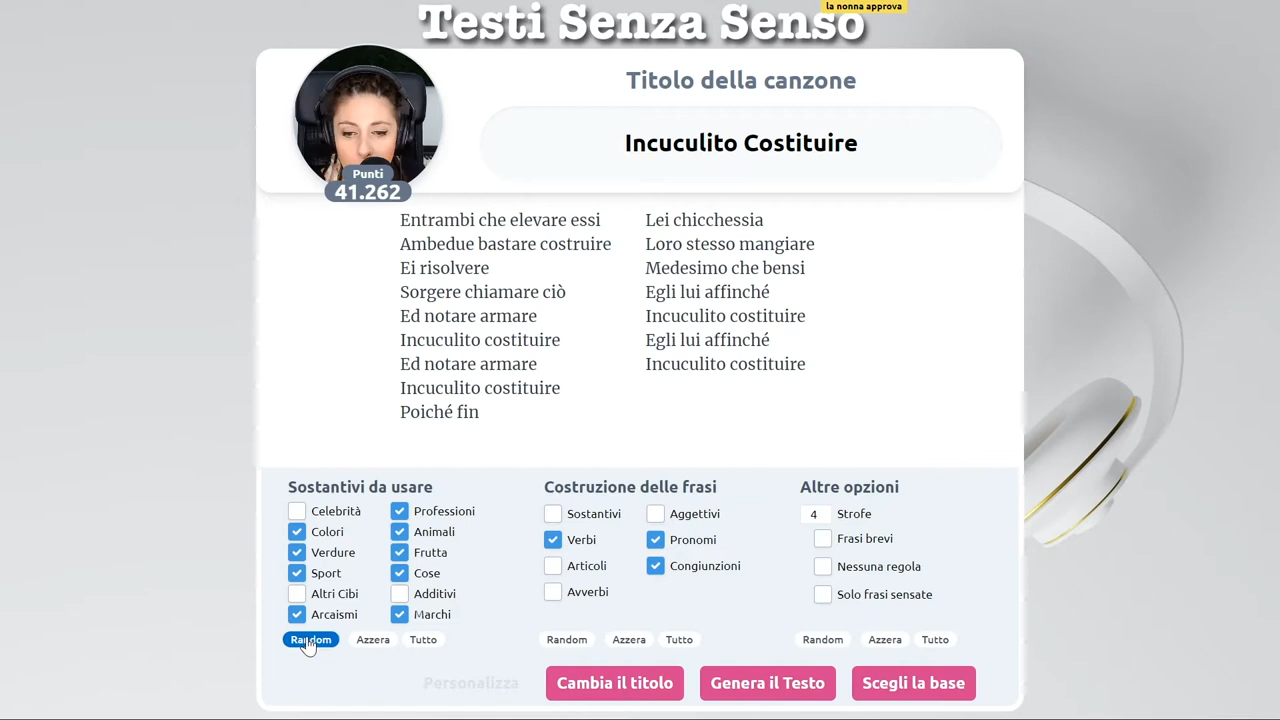 la nonna approva
Testi Senza Senso
Titolo della canzone
Incuculito Costituire
Punti
41.262
Entrambi che elevare essi
Ambedue bastare costruire
Ei risolvere
Sorgere chiamare ciò
Ed notare armare
Incuculito costituire
Ed notare armare
Incuculito costituire
Poiché fin
Lei chicchessia
Loro stesso mangiare
Medesimo che bensi
Egli lui affinché
Incuculito costituire
Egli lui affinché
Incuculito costituire
Sostantivi da usare
Celebrità
Professioni
Colori
Animali
Verdure
Frutta
Sport
Cose
Altri Cibi
Additivi
Arcaismi
Marchi
Random
Azzera
Tutto
Costruzione delle frasi
Sostantivi
Aggettivi
Verbi
Pronomi
Articoli
Congiunzioni
Avverbi
Random
Azzera
Tutto
Altre opzioni
4 Strofe
Frasi brevi
Nessuna regola
Solo frasi sensate
Random
Azzera
Tutto
Personalizza
Cambia il titolo
Genera il Testo
Scegli la base